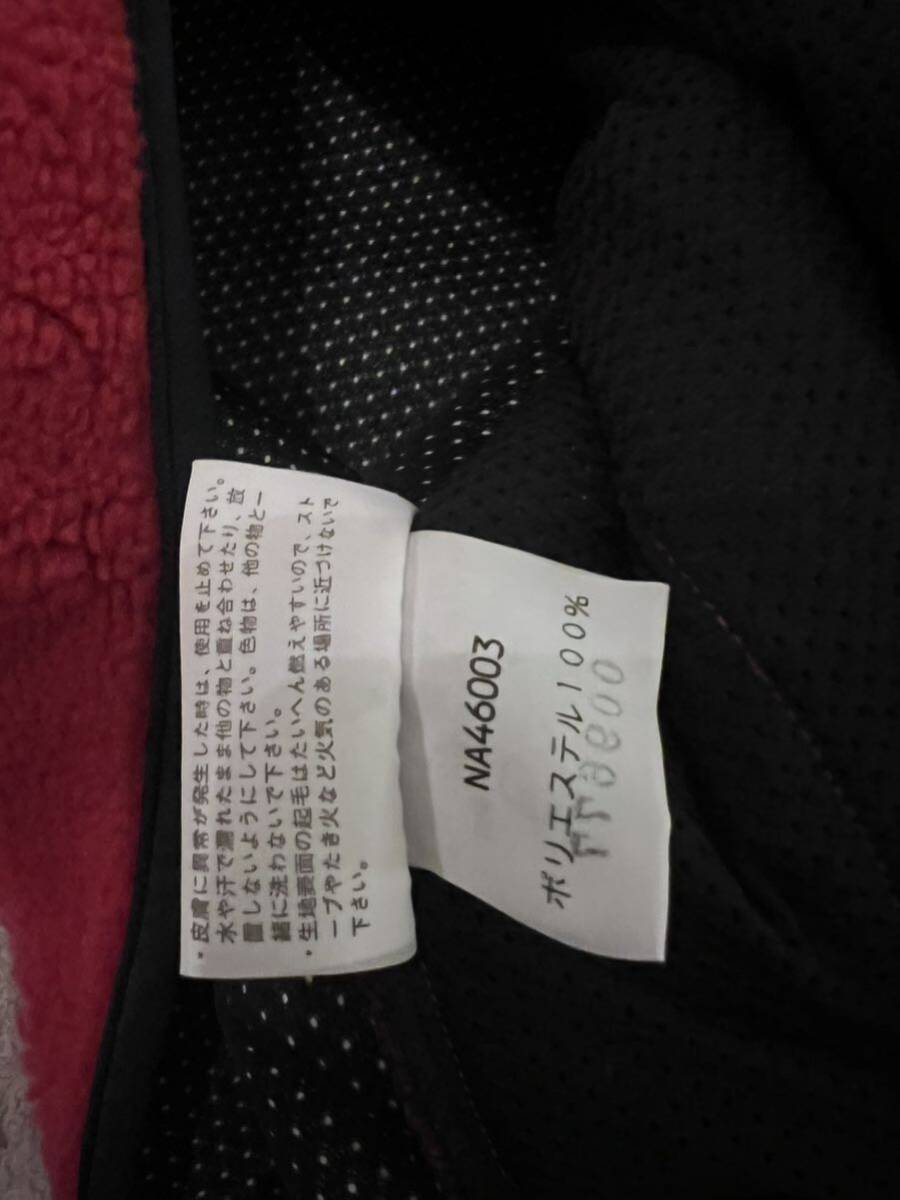 ・皮膚に異常が発生した時は、使用を止めて下さい。
水や汗で濡れたまま他の物と重ね合わせたり、放
置しないようにして下さい。色物は、他の物と一
緒に洗わないで下さい。
・生地表面の起毛はたいへん燃えやすいので、スト
ーブやたき火など火気のある場所に近づけないで
下さい。
NA46003
ポリエステル100%